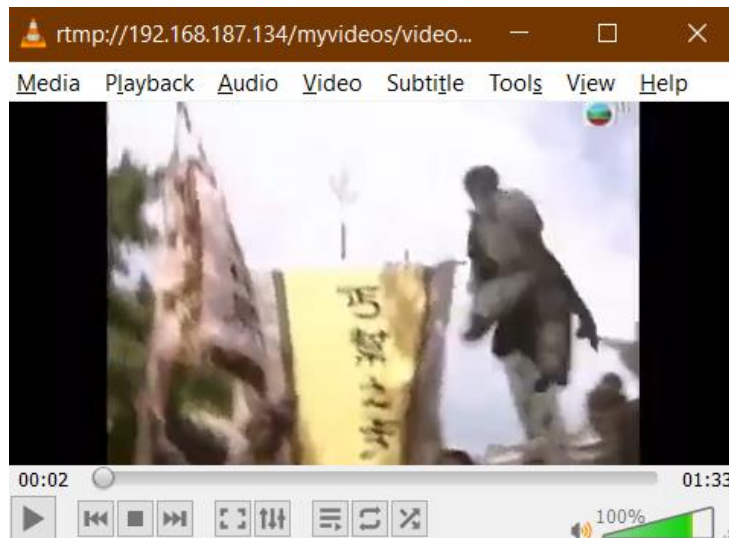 rtmp://192.168.187.134/myvideos/video...
Media Playback Audio Video Subtitle Tools View Help
00:02
01:33
100%